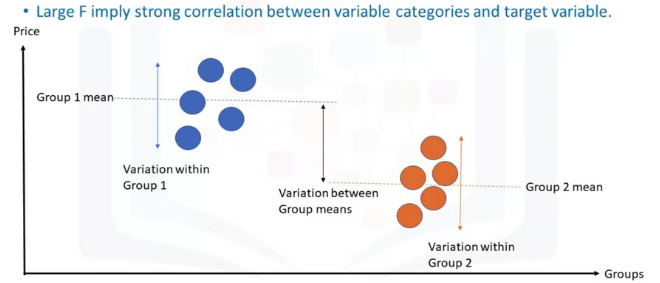 • Large F imply strong correlation between variable categories and target variable.
Price
Group 1 mean
Variation within
Group 1
Variation between
Group means
Group 2 mean
Variation within
Group 2
Groups